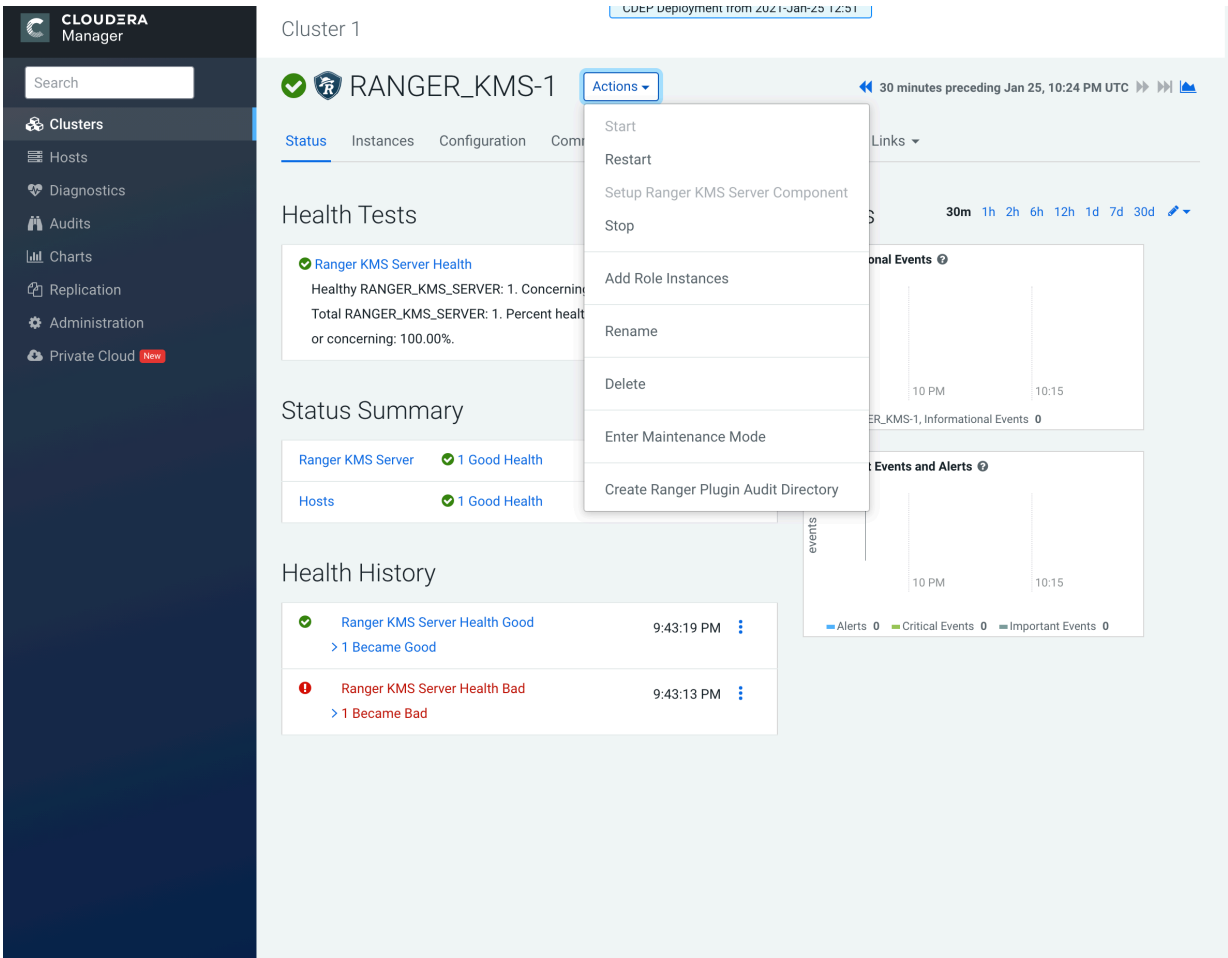 CLOUDERA
Manager
Search
Clusters
Hosts
Diagnostics
Audits
Charts
Replication
Administration
Private Cloud New
CDEP Deployment from 2021-Jan-25 12:51
Cluster 1
RANGER_KMS-1
Actions
30 minutes preceding Jan 25, 10:24 PM UTC
Status Instances Configuration Links
Start
Restart
Setup Ranger KMS Server Component
Stop
Add Role Instances
Rename
Delete
Enter Maintenance Mode
Create Ranger Plugin Audit Directory
Health Tests
Ranger KMS Server Health
Healthy RANGER_KMS_SERVER: 1. Concerning
Total RANGER_KMS_SERVER: 1. Percent
or concerning: 100.00%.
Status Summary
Ranger KMS Server 1 Good Health
Hosts 1 Good Health
Health History
Ranger KMS Server Health Good 9:43:19 PM
1 Became Good
Ranger KMS Server Health Bad 9:43:13 PM
1 Became Bad
30m 1h 2h 6h 12h 1d 7d 30d
Events
10 PM 10:15
Informational Events 0
Events and Alerts
events
10 PM 10:15
Alerts 0 Critical Events 0 Important Events 0